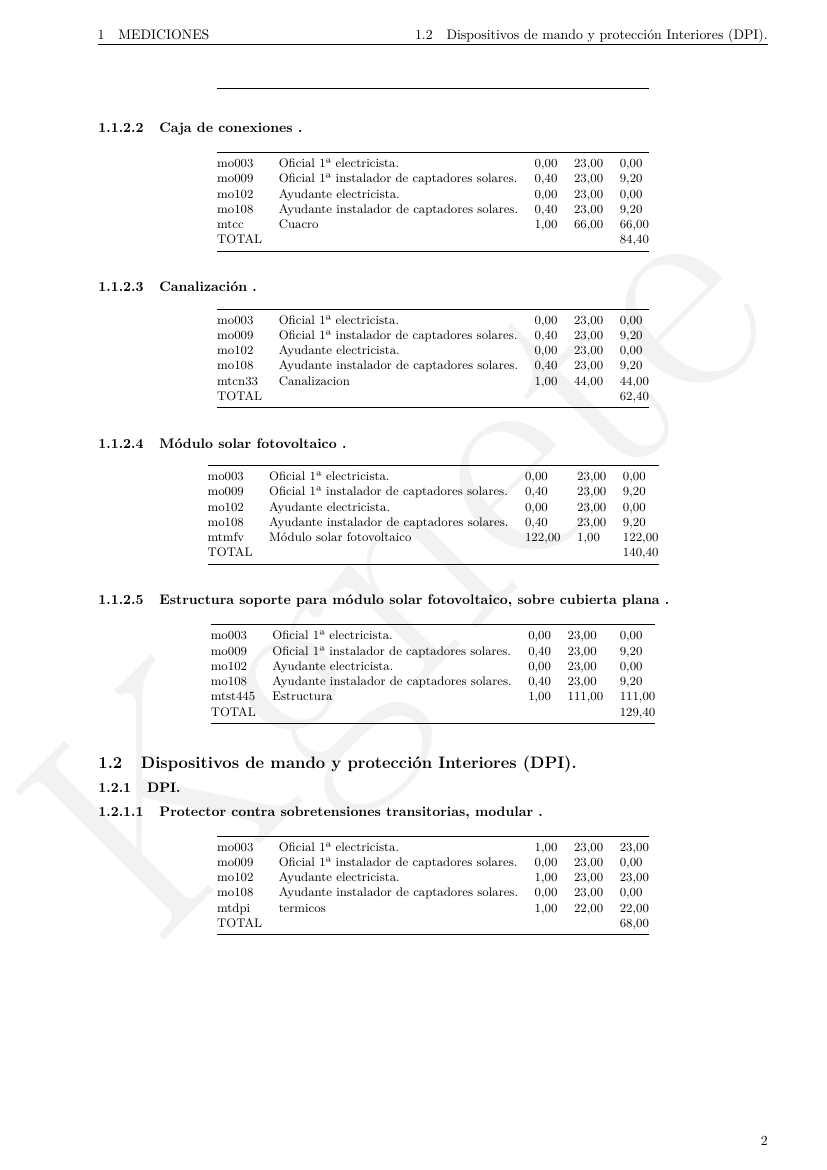 1 MEDICIONES 1.2 Dispositivos de mando y protección Interiores (DPI).
1.1.2.2 Caja de conexiones .
mo003 Oficial 1ª electricista. 0,00 23,00 0,00
mo009 Oficial 1ª instalador de captadores solares. 0,40 23,00 9,20
mo102 Ayudante electricista. 0,00 23,00 0,00
mo108 Ayudante instalador de captadores solares. 0,40 23,00 9,20
mtcc Cuacro 1,00 66,00 66,00
TOTAL 84,40
1.1.2.3 Canalización .
mo003 Oficial 1ª electricista. 0,00 23,00 0,00
mo009 Oficial 1ª instalador de captadores solares. 0,40 23,00 9,20
mo102 Ayudante electricista. 0,00 23,00 0,00
mo108 Ayudante instalador de captadores solares. 0,40 23,00 9,20
mtcn33 Canalizacion 1,00 44,00 44,00
TOTAL 62,40
1.1.2.4 Módulo solar fotovoltaico .
mo003 Oficial 1ª electricista. 0,00 23,00 0,00
mo009 Oficial 1ª instalador de captadores solares. 0,40 23,00 9,20
mo102 Ayudante electricista. 0,00 23,00 0,00
mo108 Ayudante instalador de captadores solares. 0,40 23,00 9,20
mtmfv Módulo solar fotovoltaico 122,00 1,00 122,00
TOTAL 140,40
1.1.2.5 Estructura soporte para módulo solar fotovoltaico, sobre cubierta plana .
mo003 Oficial 1ª electricista. 0,00 23,00 0,00
mo009 Oficial 1ª instalador de captadores solares. 0,40 23,00 9,20
mo102 Ayudante electricista. 0,00 23,00 0,00
mo108 Ayudante instalador de captadores solares. 0,40 23,00 9,20
mtst445 Estructura 1,00 111,00 111,00
TOTAL 129,40
1.2 Dispositivos de mando y protección Interiores (DPI).
1.2.1 DPI.
1.2.1.1 Protector contra sobretensiones transitorias, modular .
mo003 Oficial 1ª electricista. 1,00 23,00 23,00
mo009 Oficial 1ª instalador de captadores solares. 0,00 23,00 0,00
mo102 Ayudante electricista. 1,00 23,00 23,00
mo108 Ayudante instalador de captadores solares. 0,00 23,00 0,00
mtdpi termicos 1,00 22,00 22,00
TOTAL 68,00
Ksnete
2